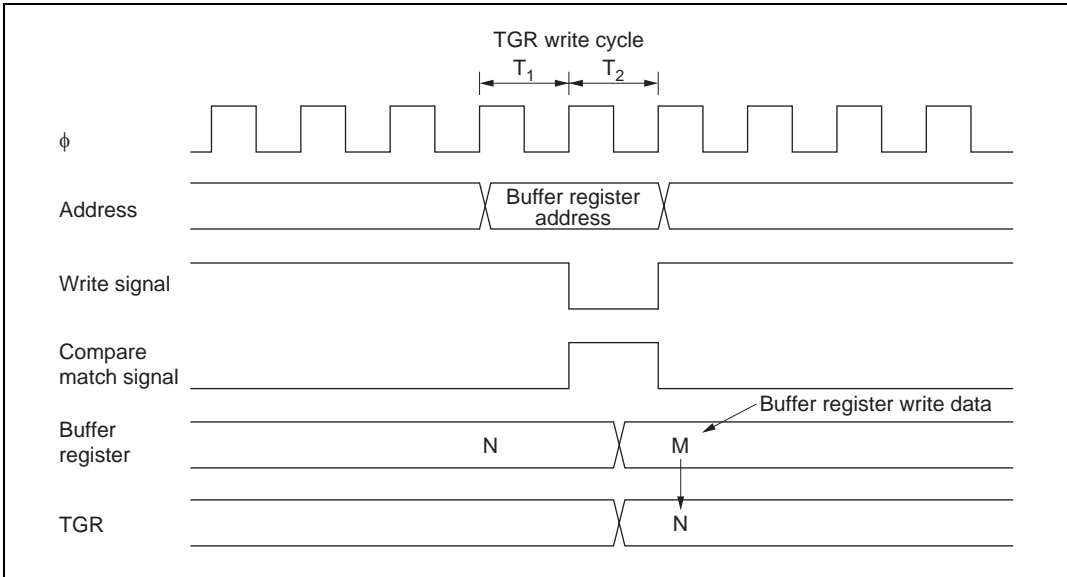 TGR write cycle
T1 T2
ϕ
Address
Buffer register
address
Write signal
Compare
match signal
Buffer register write data
Buffer
register
N M
TGR
N